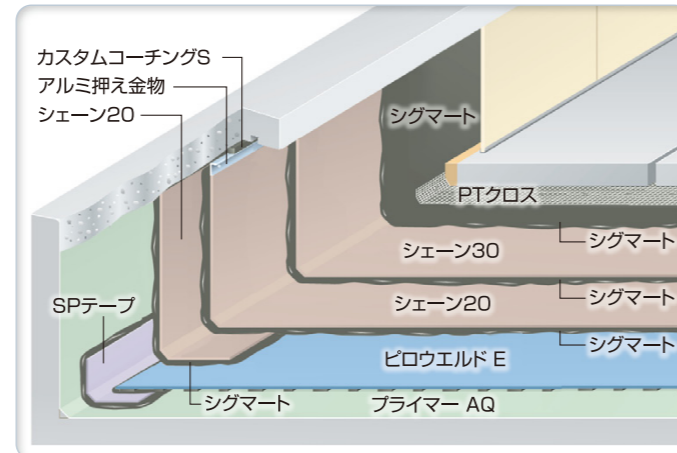 カスタムコーチングS
アルミ押え金物
シェーン20
シグマート
PTクロス
シグマート
シェーン30
シグマート
SPテープ
シェーン20
シグマート
ピロウエルド E
シグマート
プライマー AQ